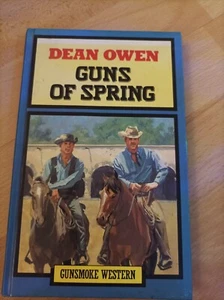 DEAN OWEN
GUNS
OF SPRING
GUNSMOKE WESTERN